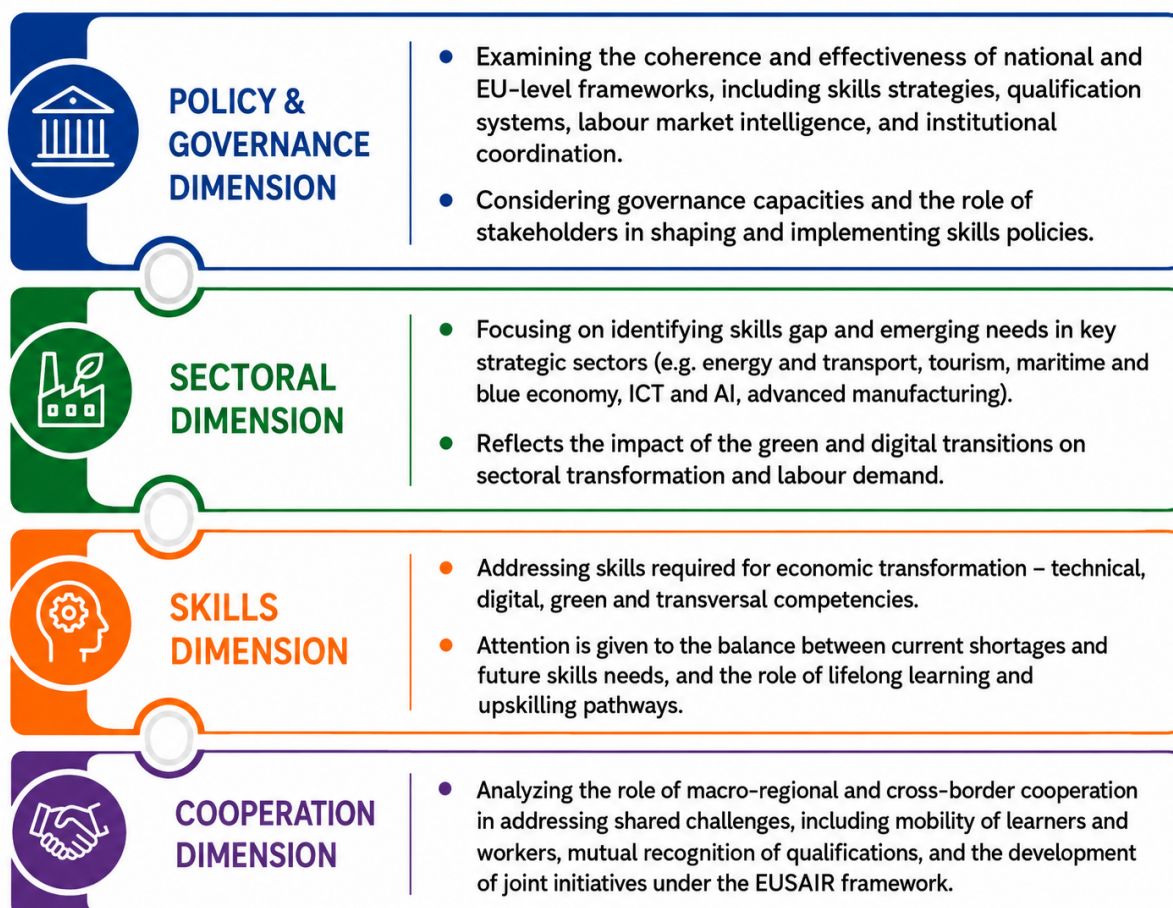 POLICY &
GOVERNANCE
DIMENSION
• Examining the coherence and effectiveness of national and
EU-level frameworks, including skills strategies, qualification
systems, labour market intelligence, and institutional
coordination.
• Considering governance capacities and the role of
stakeholders in shaping and implementing skills policies.
SECTORAL
DIMENSION
• Focusing on identifying skills gap and emerging needs in key
strategic sectors (e.g. energy and transport, tourism, maritime and
blue economy, ICT and AI, advanced manufacturing).
• Reflects the impact of the green and digital transitions on
sectoral transformation and labour demand.
SKILLS
DIMENSION
• Addressing skills required for economic transformation – technical,
digital, green and transversal competencies.
• Attention is given to the balance between current shortages and
future skills needs, and the role of lifelong learning and
upskilling pathways.
COOPERATION
DIMENSION
• Analyzing the role of macro-regional and cross-border cooperation
in addressing shared challenges, including mobility of learners and
workers, mutual recognition of qualifications, and the development
of joint initiatives under the EUSAIR framework.